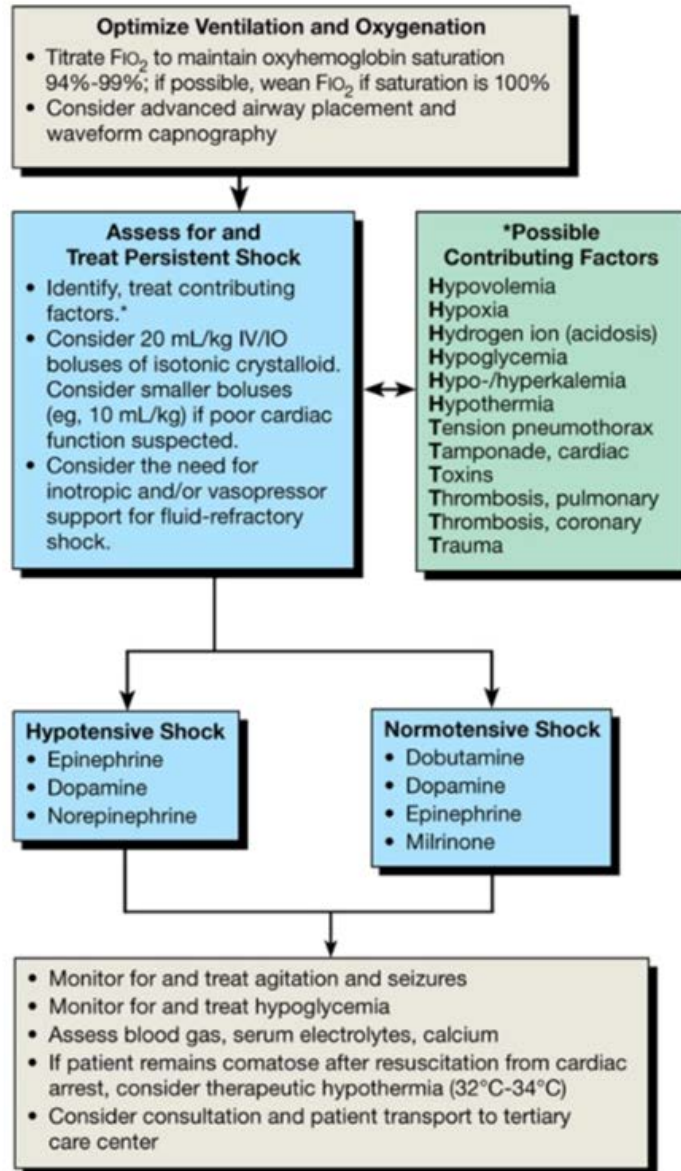 Optimize Ventilation and Oxygenation
• Titrate FIO2 to maintain oxyhemoglobin saturation
94%-99%; if possible, wean FIO2 if saturation is 100%
• Consider advanced airway placement and
waveform capnography
Assess for and
Treat Persistent Shock
• Identify, treat contributing
factors.*
• Consider 20 mL/kg IV/IO
boluses of isotonic crystalloid.
Consider smaller boluses
(eg, 10 mL/kg) if poor cardiac
function suspected.
• Consider the need for
inotropic and/or vasopressor
support for fluid-refractory
shock.
*Possible
Contributing Factors
Hypovolemia
Hypoxia
Hydrogen ion (acidosis)
Hypoglycemia
Hypo-/hyperkalemia
Hypothermia
Tension pneumothorax
Tamponade, cardiac
Toxins
Thrombosis, pulmonary
Thrombosis, coronary
Trauma
Hypotensive Shock
• Epinephrine
• Dopamine
• Norepinephrine
Normotensive Shock
• Dobutamine
• Dopamine
• Epinephrine
• Milrinone
• Monitor for and treat agitation and seizures
• Monitor for and treat hypoglycemia
• Assess blood gas, serum electrolytes, calcium
• If patient remains comatose after resuscitation from cardiac
arrest, consider therapeutic hypothermia (32°C-34°C)
• Consider consultation and patient transport to tertiary
care center